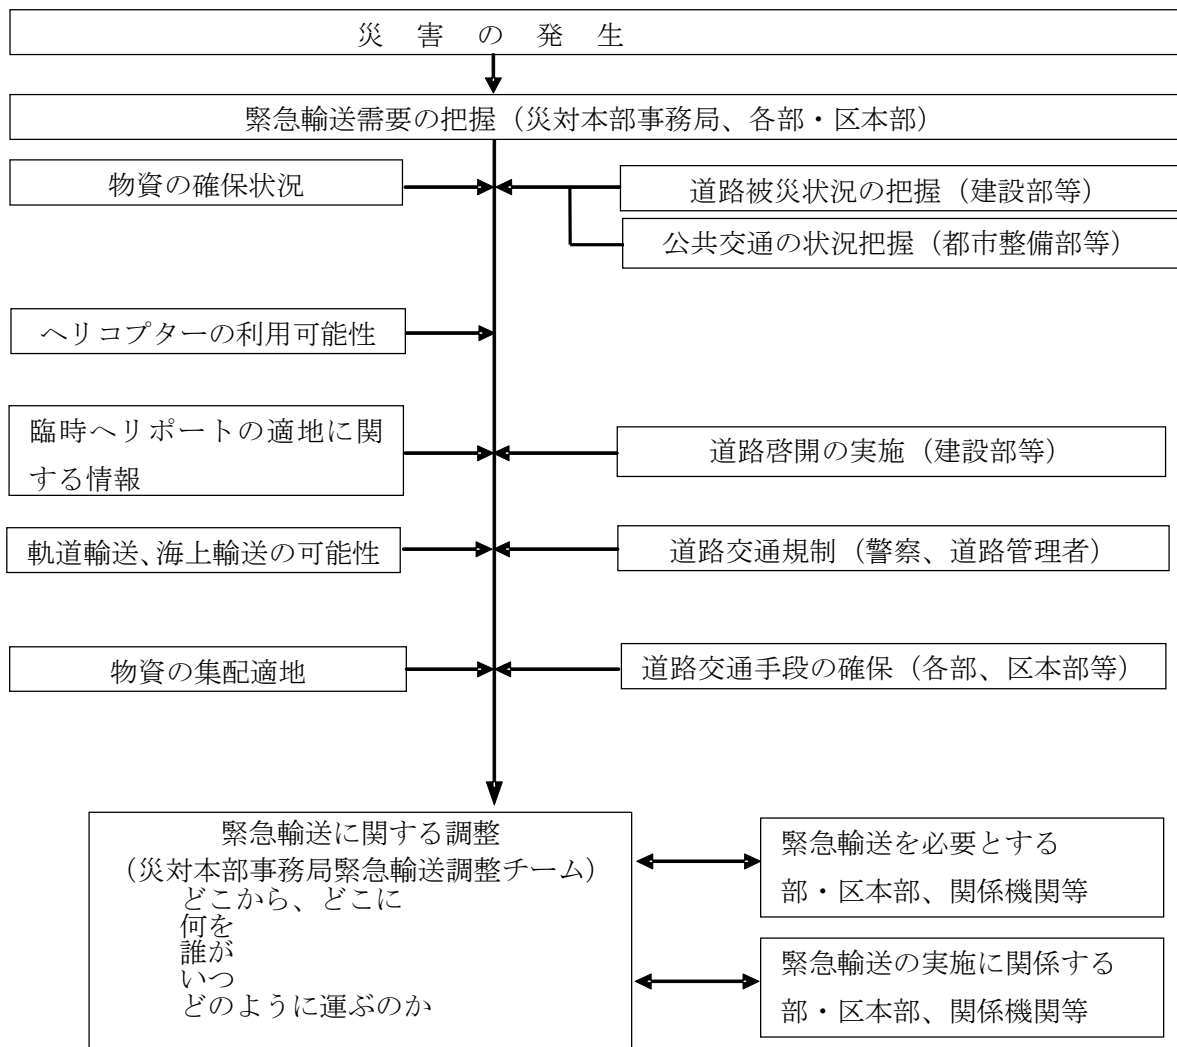 災害の発生
緊急輸送需要の把握（災対本部事務局、各部・区本部）
物資の確保状況
道路被災状況の把握（建設部等）
公共交通の状況把握（都市整備部等）
ヘリコプターの利用可能性
臨時ヘリポートの適地に関
する情報
道路啓開の実施（建設部等）
軌道輸送、海上輸送の可能性
道路交通規制（警察、道路管理者）
物資の集配適地
道路交通手段の確保（各部、区本部等）
緊急輸送に関する調整
（災対本部事務局緊急輸送調整チーム）
どこから、どこに
何を
誰が
いつ
どのように運ぶのか
緊急輸送を必要とする
部・区本部、関係機関等
緊急輸送の実施に関係する
部・区本部、関係機関等